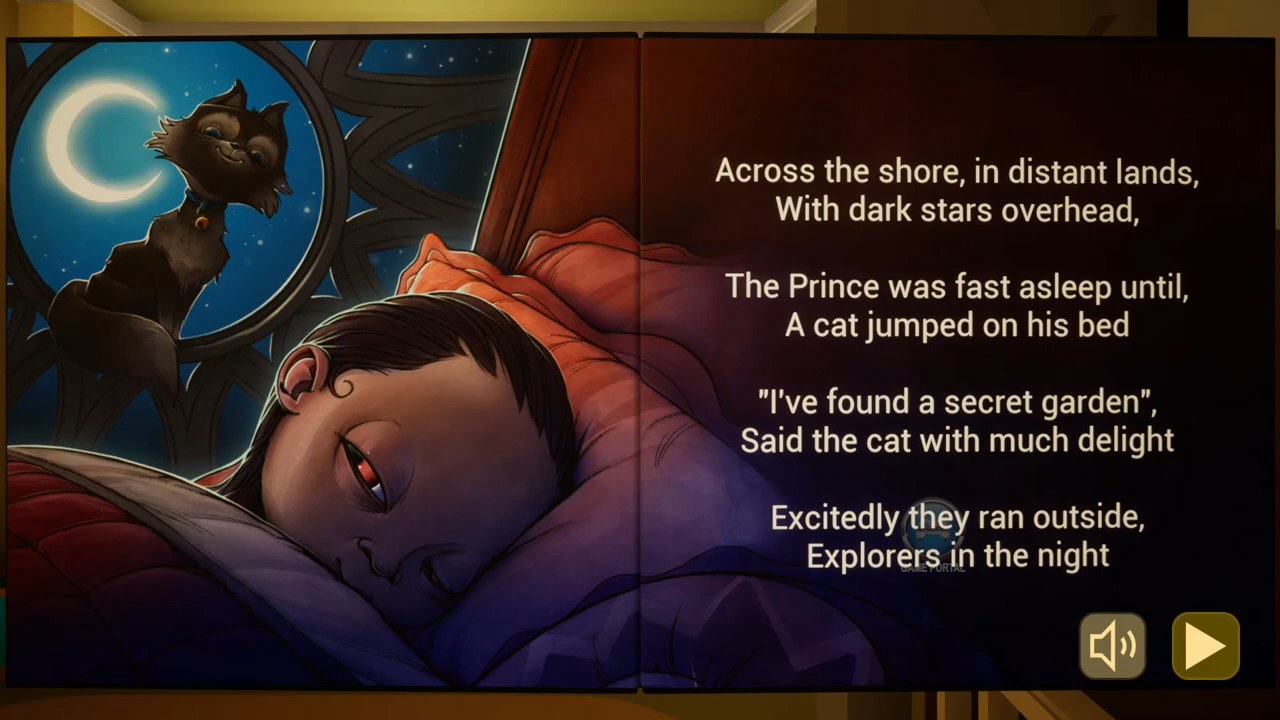 Across the shore, in distant lands,
With dark stars overhead,
The Prince was fast asleep until,
A cat jumped on his bed
"I've found a secret garden",
Said the cat with much delight
Excitedly they ran outside,
Explorers in the night
GAME PORTAL